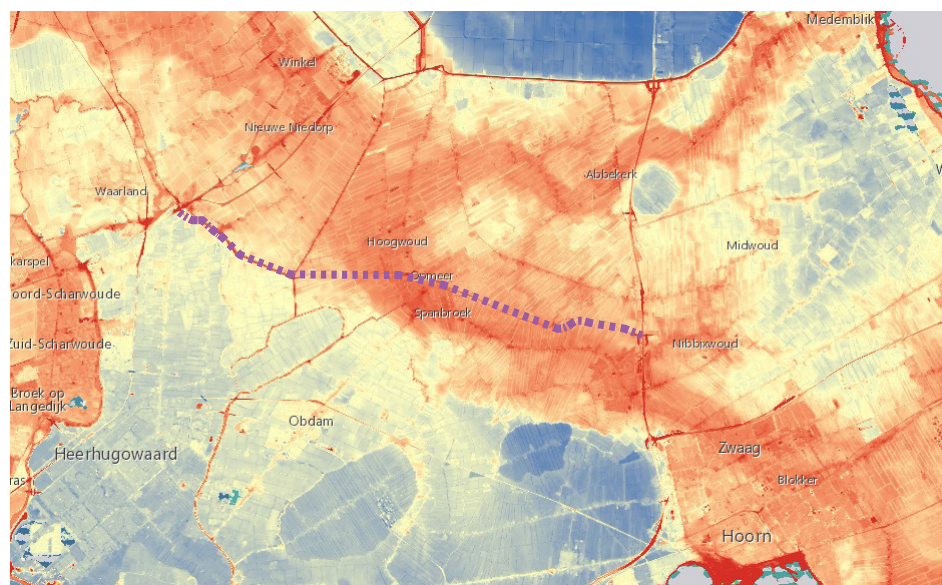 Medemblik
Winkel
Nieuwe Niedorp
Abbekerk
Waarland
Hoogwoud
Midwoud
karspel
Opmeer
oord-Scharwoude
Spanbroek
Zuid-Scharwoude
Nibbixwoud
Broek op
Langedijk
Obdam
Heerhugowaard
Zwaag
ras
Blokker
Hoorn